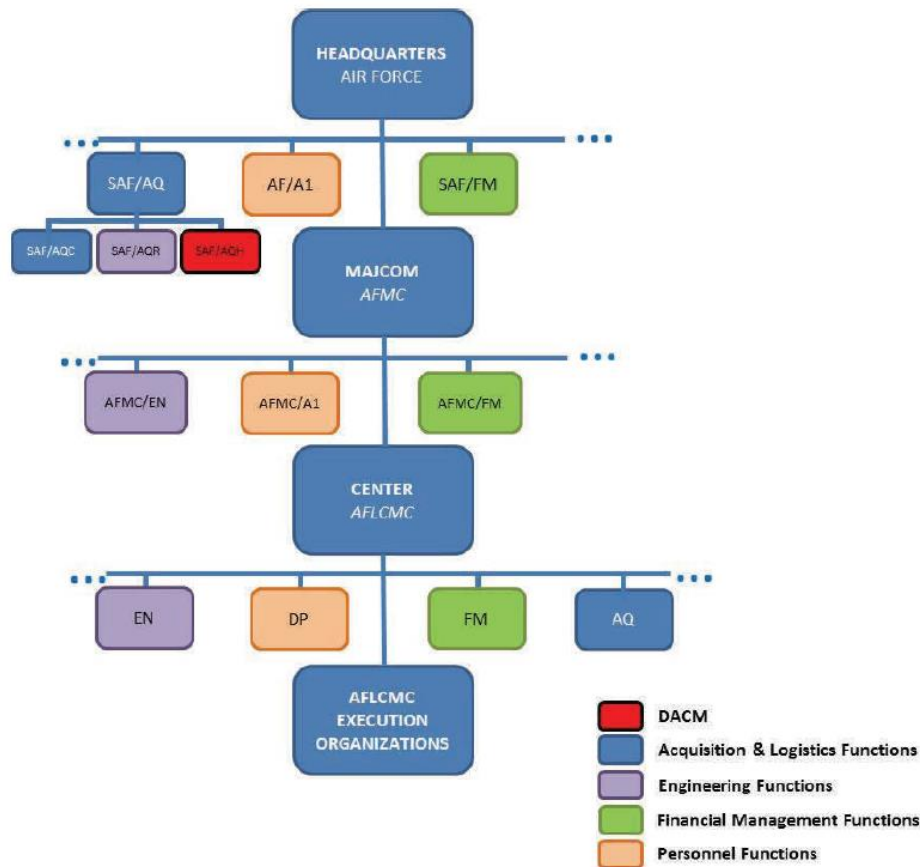 HEADQUARTERS
AIR FORCE
SAF/AQ
AF/A1
SAF/FM
SAF/AQC
SAF/AQR
SAF/AQH
MAJCOM
AFMC
AFMC/EN
AFMC/A1
AFMC/FM
CENTER
AFLCMC
EN
DP
FM
AQ
AFLCMC
EXECUTION
ORGANIZATIONS
DACM
Acquisition & Logistics Functions
Engineering Functions
Financial Management Functions
Personnel Functions